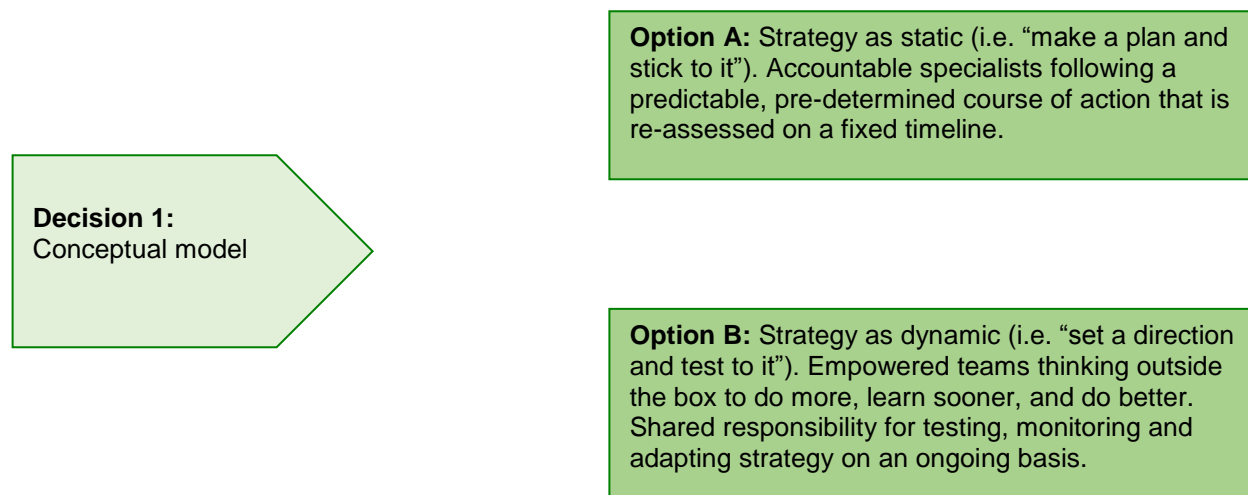 Option A: Strategy as static (i.e. “make a plan and
stick to it”). Accountable specialists following a
predictable, pre-determined course of action that is
re-assessed on a fixed timeline.
Decision 1:
Conceptual model
Option B: Strategy as dynamic (i.e. “set a direction
and test to it”). Empowered teams thinking outside
the box to do more, learn sooner, and do better.
Shared responsibility for testing, monitoring and
adapting strategy on an ongoing basis.